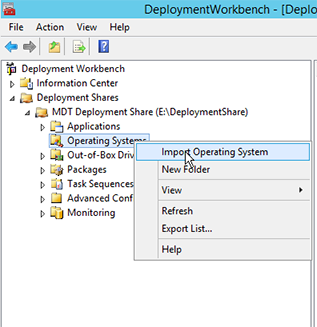 DeploymentWorkbench - [Deplo
File Action View Help
Deployment Workbench
Information Center
Deployment Shares
MDT Deployment Share (E:\DeploymentShare)
Applications
Operating Systems
Import Operating System
Out-of-Box Driv
New Folder
Packages
View
Task Sequences
Advanced Conf
Refresh
Monitoring
Export List...
Help